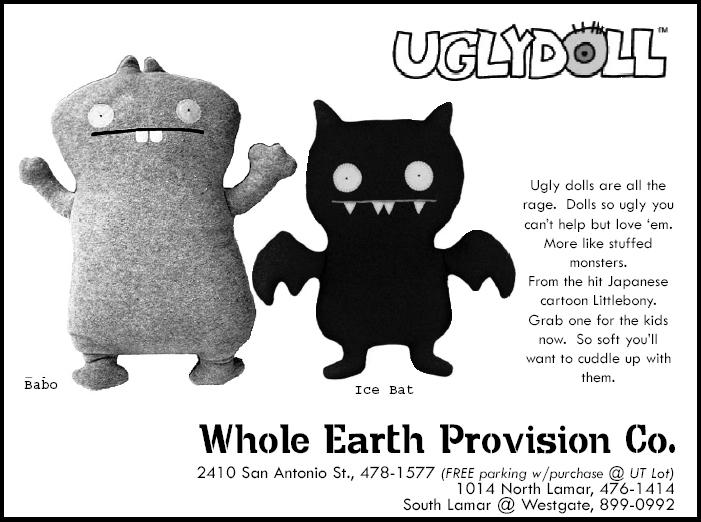 UGLYDOLL™
Ugly dolls are all the
rage. Dolls so ugly you
can't help but love 'em.
More like stuffed
monsters.
From the hit Japanese
cartoon Littlebony.
Grab one for the kids
now. So soft you'll
want to cuddle up with
them.
Babo
Ice Bat
Whole Earth Provision Co.
2410 San Antonio St., 478-1577 (FREE parking w/purchase @ UT Lot)
1014 North Lamar, 476-1414
South Lamar @ Westgate, 899-0992